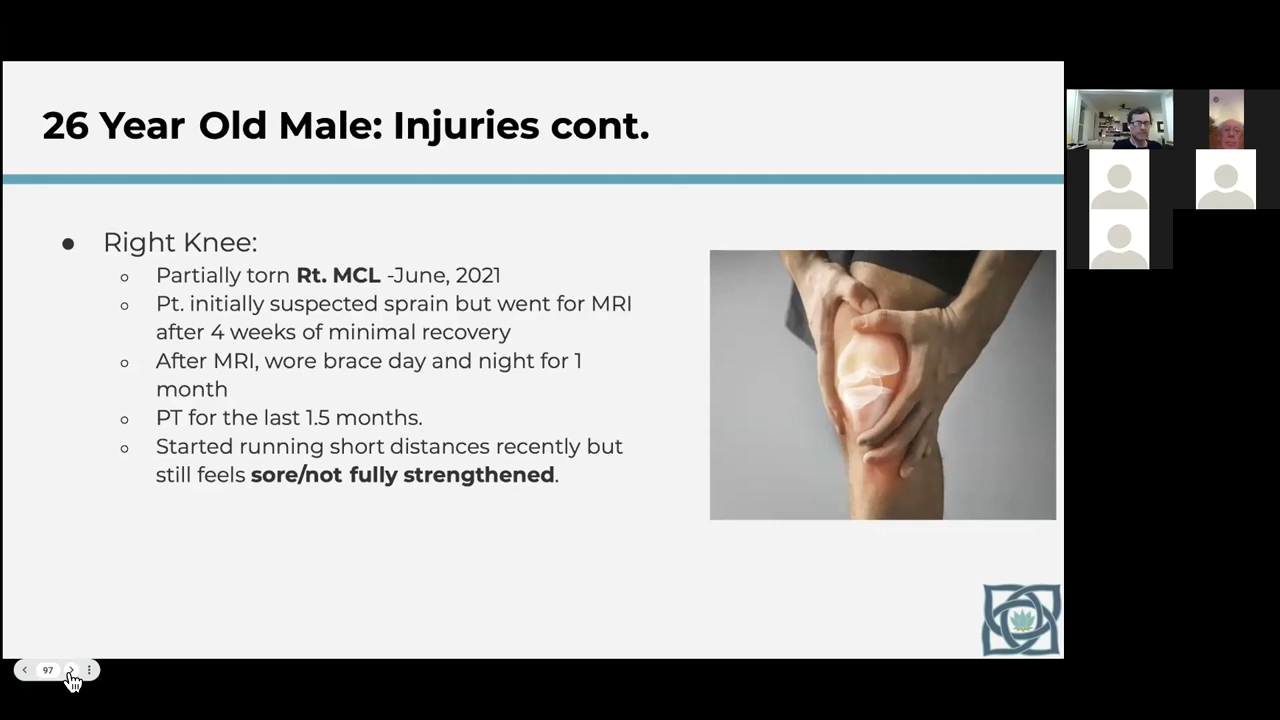 26 Year Old Male: Injuries cont.
● Right Knee:
○ Partially torn Rt. MCL -June, 2021
○ Pt. initially suspected sprain but went for MRI
after 4 weeks of minimal recovery
○ After MRI, wore brace day and night for 1
month
○ PT for the last 1.5 months.
○ Started running short distances recently but
still feels sore/not fully strengthened.
97